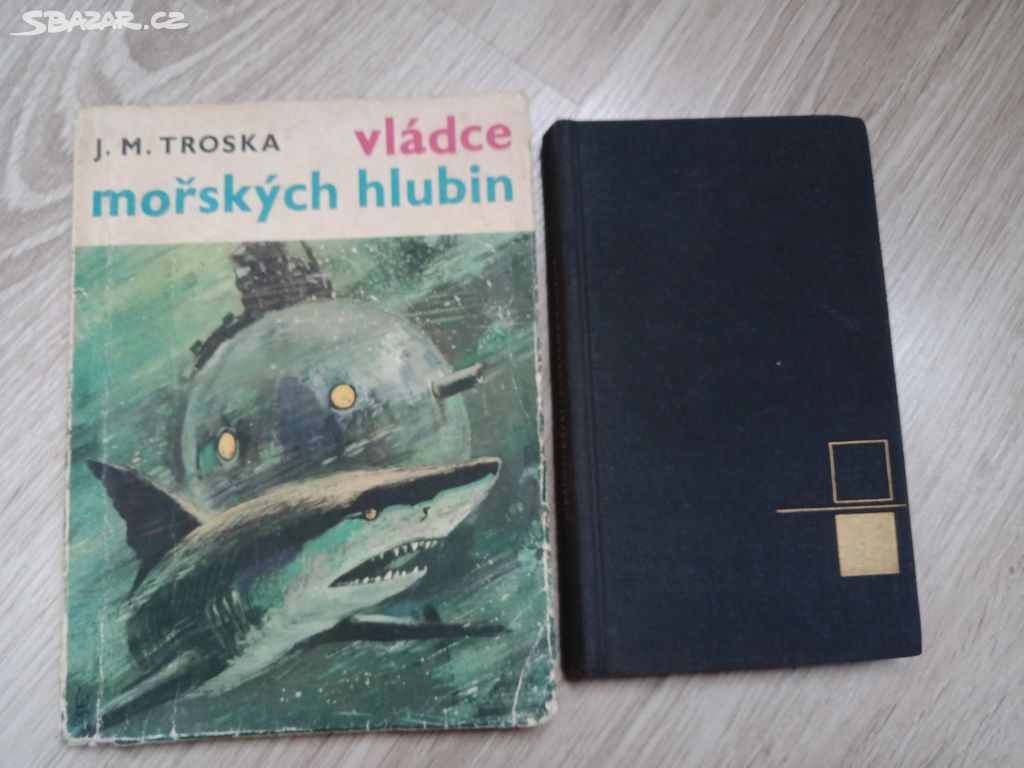 SBAZAR.CZ
J. M. TROSKA vládce
mořských hlubin